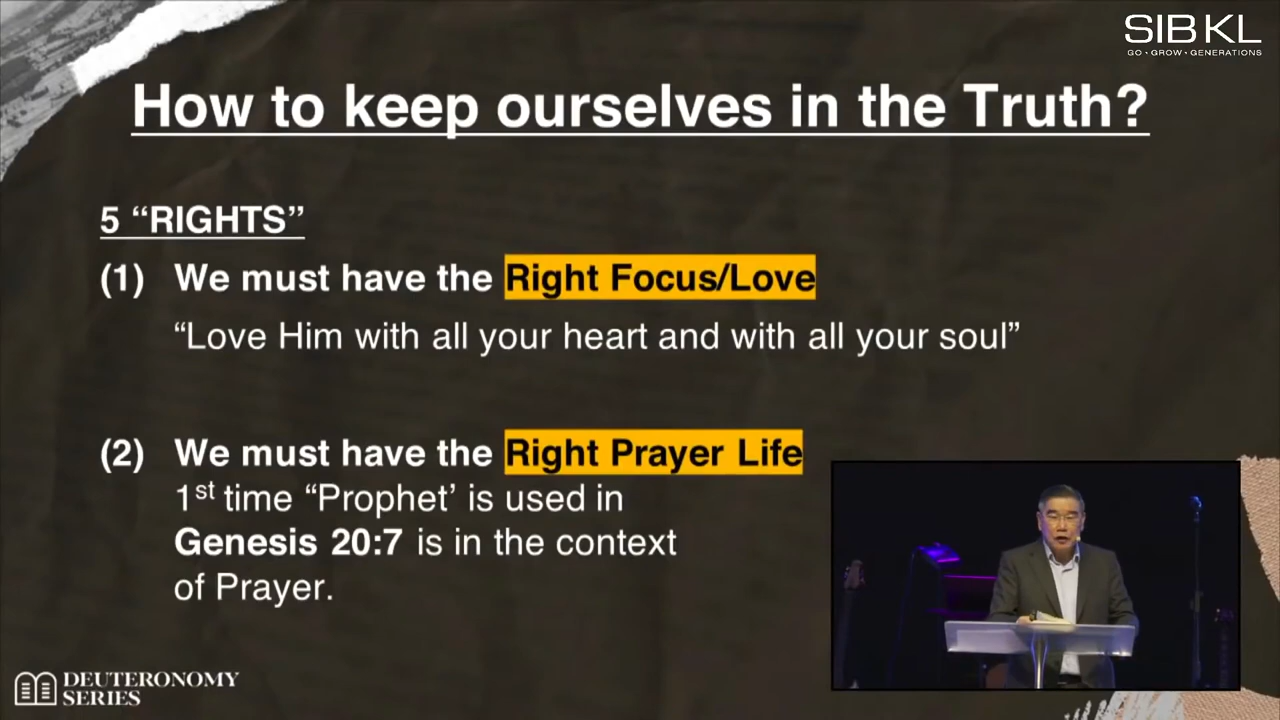 SIBKL
GO • GROW • GENERATIONS
How to keep ourselves in the Truth?
5 “RIGHTS”
(1) We must have the Right Focus/Love
“Love Him with all your heart and with all your soul”
(2) We must have the Right Prayer Life
1st time “Prophet’ is used in
Genesis 20:7 is in the context
of Prayer.
DEUTERONOMY
SERIES